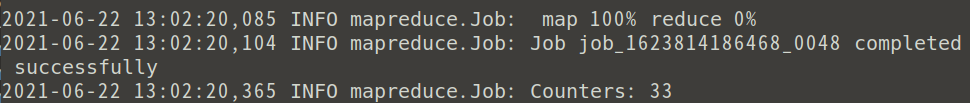 2021-06-22 13:02:20,085 INFO mapreduce.Job:  map 100% reduce 0%
2021-06-22 13:02:20,104 INFO mapreduce.Job: Job job_1623814186468_0048 completed
 successfully
2021-06-22 13:02:20,365 INFO mapreduce.Job: Counters: 33